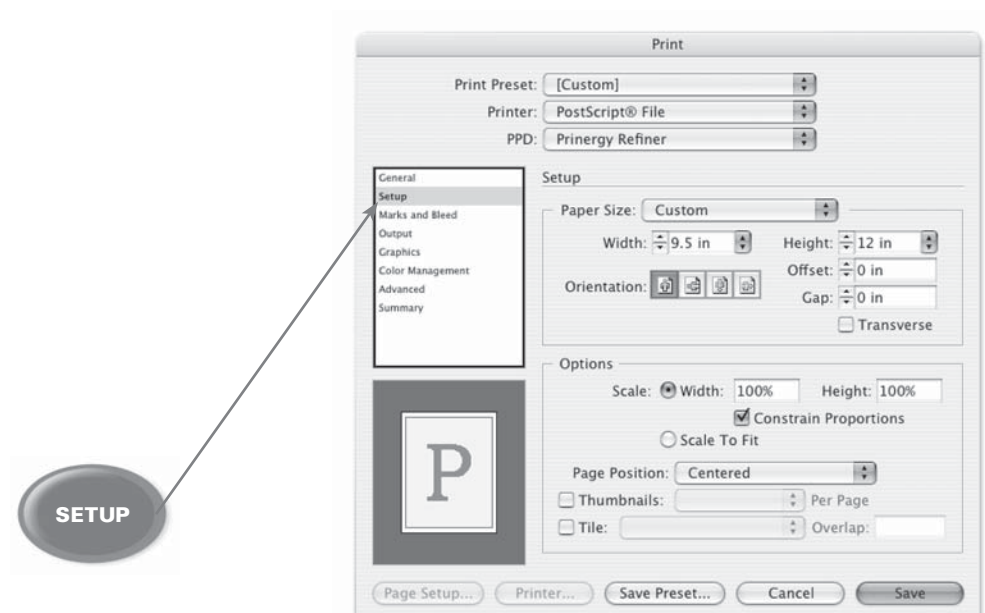 Print
Print Preset: [Custom]
Printer: PostScript® File
PPD: Prinergy Refiner
General
Setup
Marks and Bleed
Output
Graphics
Color Management
Advanced
Summary
Setup
Paper Size: Custom
Width: 9.5 in Height: 12 in
Orientation: Offset: 0 in
Gap: 0 in
Transverse
Options
Scale: Width: 100% Height: 100%
Constrain Proportions
Scale To Fit
Page Position: Centered
Thumbnails: Per Page
Tile: Overlap:
P
SETUP
Page Setup... Printer... Save Preset... Cancel Save